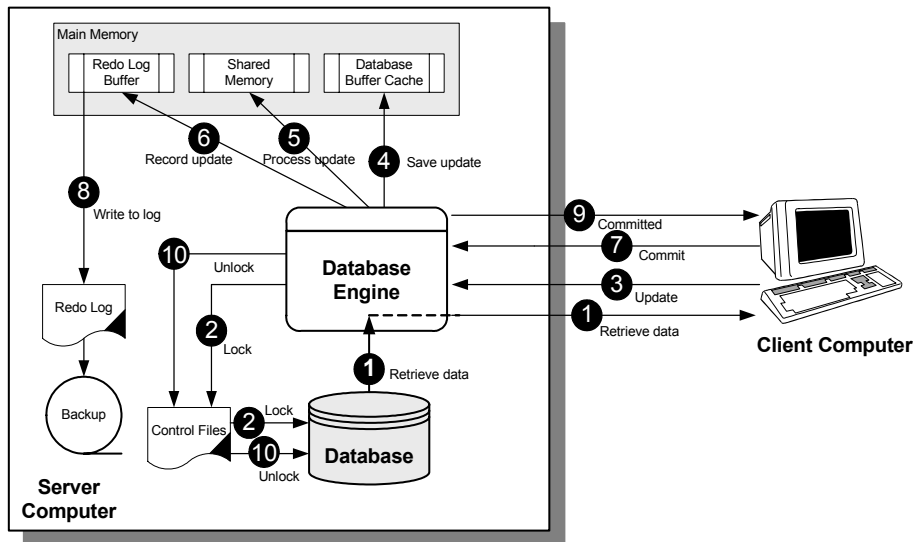 Main Memory
Redo Log
Buffer
Shared
Memory
Database
Buffer Cache
6
Record update
5
Process update
4
Save update
8
Write to log
9
Committed
7
Commit
3
Update
1
Retrieve data
Client Computer
10
Unlock
Database
Engine
2
Lock
1
Retrieve data
Redo Log
Backup
Control Files
2
Lock
10
Unlock
Database
Server
Computer